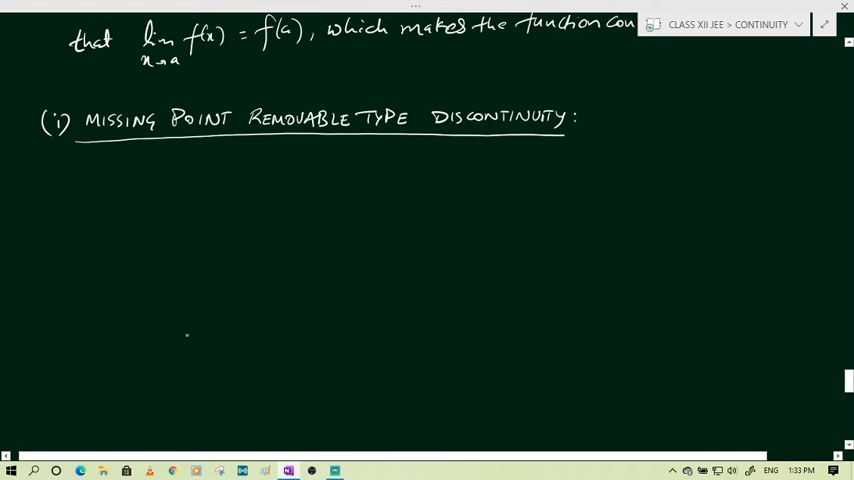 that lim f(x) = f(a), which makes the function con
x→a
CLASS XII JEE > CONTINUITY
(i) MISSING POINT REMOVABLE TYPE DISCONTINUITY:
ENG
1:33 PM